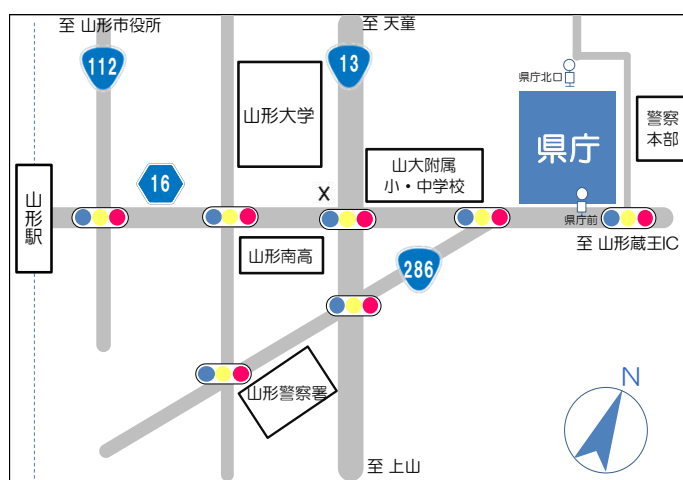 至 山形市役所
至 天童
112
13
県庁北口
山形大学
警察
本部
県庁
山大附属
小・中学校
16
X
山形駅
県庁前
至 山形蔵王IC
山形南高
286
N
山形警察署
至 上山